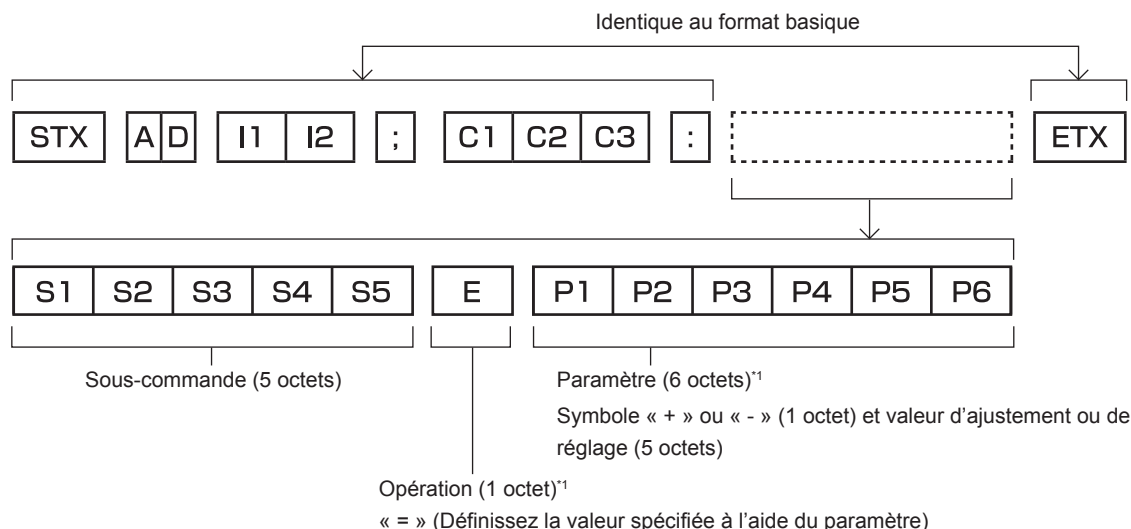 Identique au format basique
STX A D I1 I2 ; C1 C2 C3 : ETX
S1 S2 S3 S4 S5 E P1 P2 P3 P4 P5 P6
Sous-commande (5 octets)
Paramètre (6 octets)*1
Symbole « + » ou « - » (1 octet) et valeur d'ajustement ou de
réglage (5 octets)
Opération (1 octet)*1
« = » (Définissez la valeur spécifiée à l'aide du paramètre)